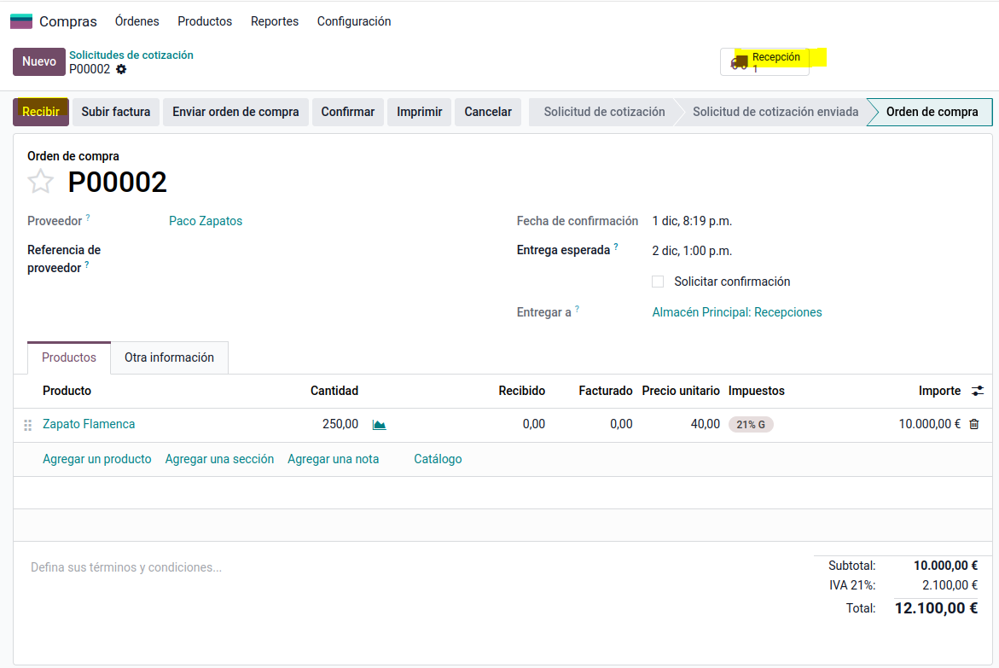 Compras Órdenes Productos Reportes Configuración
Nuevo Solicitudes de cotización
P00002
Recepción
1
Recibir Subir factura Enviar orden de compra Confirmar Imprimir Cancelar Solicitud de cotización Solicitud de cotización enviada Orden de compra
Orden de compra
P00002
Proveedor ? Paco Zapatos
Referencia de
proveedor ?
Fecha de confirmación 1 dic, 8:19 p.m.
Entrega esperada ? 2 dic, 1:00 p.m.
Solicitar confirmación
Entregar a ? Almacén Principal: Recepciones
Productos Otra información
Producto Cantidad Recibido Facturado Precio unitario Impuestos Importe
Zapato Flamenca 250,00 0,00 0,00 40,00 21% G 10.000,00 €
Agregar un producto Agregar una sección Agregar una nota Catálogo
Defina sus términos y condiciones...
Subtotal: 10.000,00 €
IVA 21%: 2.100,00 €
Total: 12.100,00 €